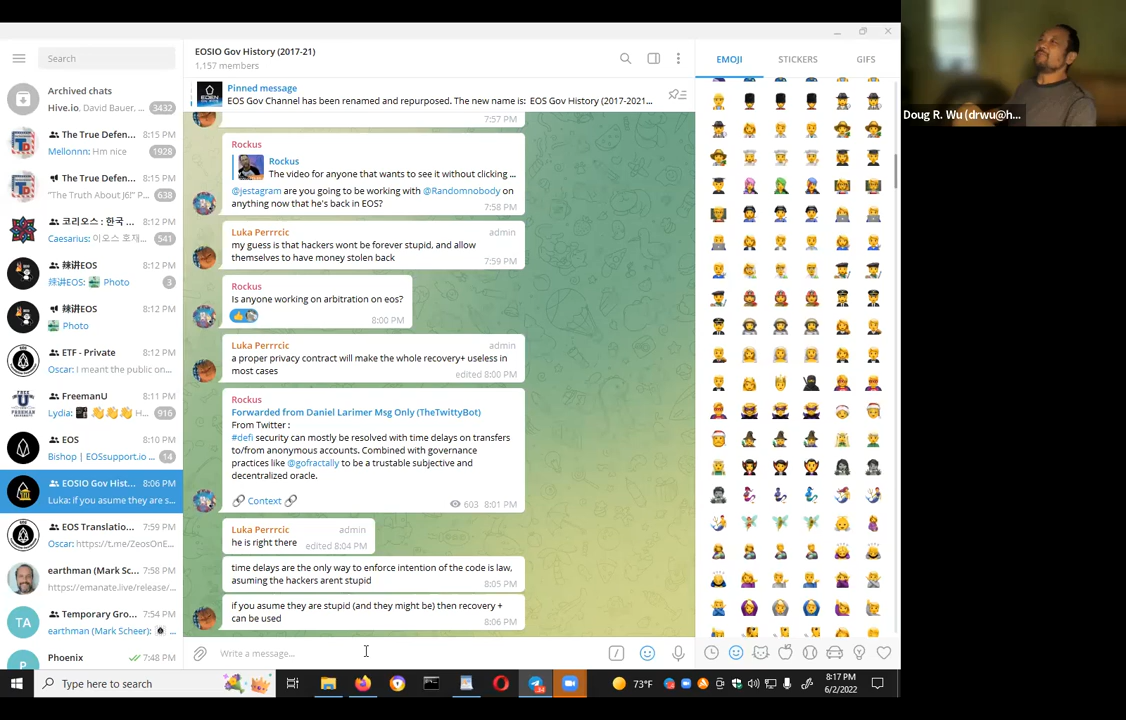 Search
Archived chats
Hive.io, David Bauer, ... 3432
The True Defen... 8:15 PM
Mellonnn: Hm nice 1928
The True Defen... 8:15 PM
"The Truth About J6!" P... 638
코리오스 : 한국 ... 8:12 PM
Caesarius: 이오스 호재... 541
辣讲EOS 8:12 PM
辣讲EOS: Photo 3
辣讲EOS 8:12 PM
Photo
ETF - Private 8:12 PM
Oscar: I meant the public on...
FreemanU 8:12 PM
Lydia: H... 916
EOS 8:10 PM
Bishop | EOSsupport.io ... 14
EOSIO Gov Hist... 8:06 PM
Luka: if you asume they are s...
EOS Translatio... 7:59 PM
Oscar: https://t.me/ZeosOnE...
earthman (Mark Sc... 7:58 PM
https://emanate.live/release/...
Temporary Gro... 7:54 PM
TA
earthman (Mark Scheer): ...
Phoenix 7:48 PM
P
EOSIO Gov History (2017-21)
1,157 members
Pinned message
EOS Gov Channel has been renamed and repurposed. The new name is: EOS Gov History (2017-2021...
7:57 PM
Rockus
Rockus
The video for anyone that wants to see it without clicking ...
@jestagram are you going to be working with @Randomnobody on
anything now that he's back in EOS?
7:58 PM
Luka Perrrcic admin
my guess is that hackers wont be forever stupid, and allow
themselves to have money stolen back
7:59 PM
Rockus
Is anyone working on arbitration on eos?
8:00 PM
Luka Perrrcic admin
a proper privacy contract will make the whole recovery+ useless in
most cases
edited 8:00 PM
Rockus
Forwarded from Daniel Larimer Msg Only (TheTwittyBot)
From Twitter :
#defi security can mostly be resolved with time delays on transfers
to/from anonymous accounts. Combined with governance
practices like @gofractally to be a trustable subjective and
decentralized oracle.
Context
603 8:01 PM
Luka Perrrcic admin
he is right there
edited 8:04 PM
time delays are the only way to enforce intention of the code is law,
asuming the hackers arent stupid
8:05 PM
if you asume they are stupid (and they might be) then recovery +
can be used
8:06 PM
Write a message...
EMOJI STICKERS GIFS
Doug R. Wu (drwu@h...
Type here to search
73°F
8:17 PM
6/2/2022